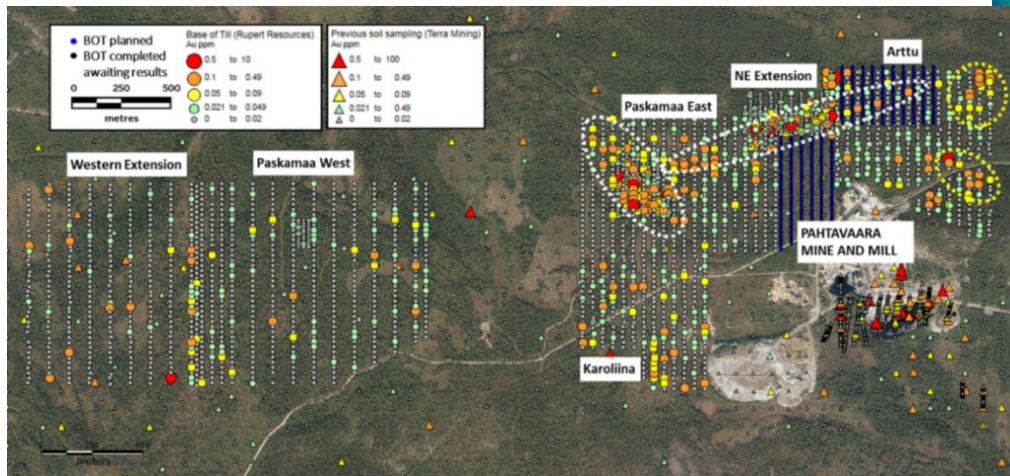 BOT planned
BOT completed
awaiting results
0 250 500
metres
Base of Till (Rupert Resources)
Au ppm
0.5 to 10
0.1 to 0.49
0.05 to 0.09
0.021 to 0.049
0 to 0.02
Previous soil sampling (Terra Mining)
Au ppm
0.5 to 100
0.1 to 0.49
0.05 to 0.09
0.021 to 0.49
0 to 0.02
Arttu
NE Extension
Paskamaa East
Western Extension
Paskamaa West
PAHTAVAARA
MINE AND MILL
Karoliina
meters